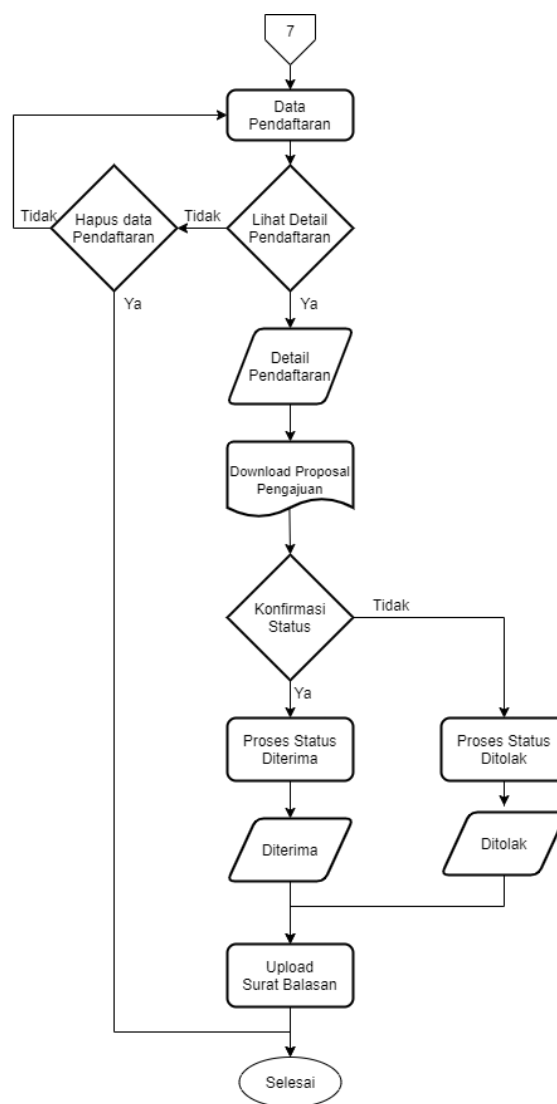 7
Data
Pendaftaran
Tidak
Hapus data
Pendaftaran
Tidak
Lihat Detail
Pendaftaran
Ya
Ya
Detail
Pendaftaran
Download Proposal
Pengajuan
Konfirmasi
Status
Tidak
Ya
Proses Status
Diterima
Proses Status
Ditolak
Diterima
Ditolak
Upload
Surat Balasan
Selesai